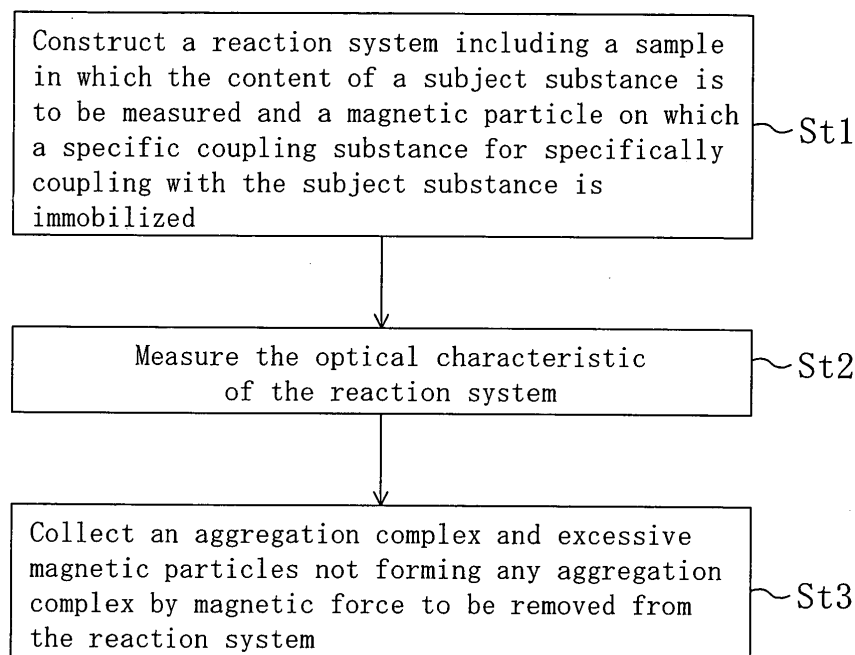 Construct a reaction system including a sample
in which the content of a subject substance is
to be measured and a magnetic particle on which
a specific coupling substance for specifically
coupling with the subject substance is
immobilized
St1
Measure the optical characteristic
of the reaction system
St2
Collect an aggregation complex and excessive
magnetic particles not forming any aggregation
complex by magnetic force to be removed from
the reaction system
St3